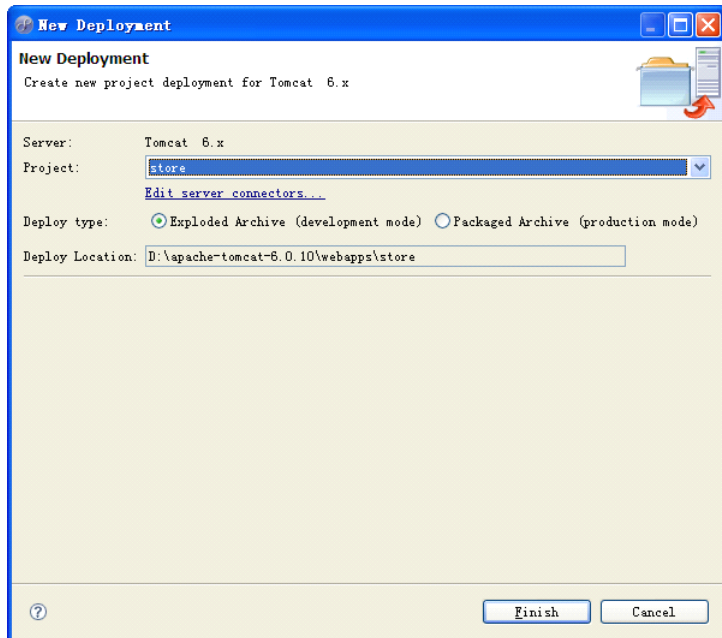 New Deployment
New Deployment
Create new project deployment for Tomcat 6.x
Server: Tomcat 6.x
Project: store
Edit server connectors...
Deploy type: Exploded Archive (development mode) Packaged Archive (production mode)
Deploy Location: D:\apache-tomcat-6.0.10\webapps\store
? Finish Cancel